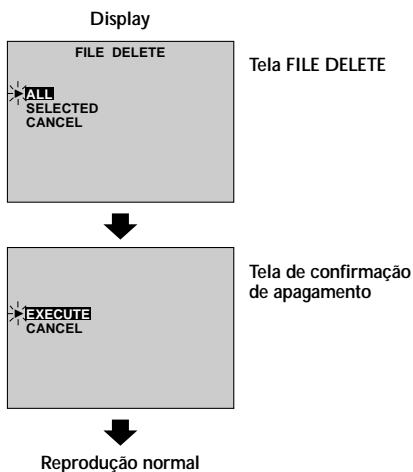 Display
FILE DELETE
Tela FILE DELETE
ALL
SELECTED
CANCEL
Tela de confirmação
de apagamento
EXECUTE
CANCEL
Reprodução normal